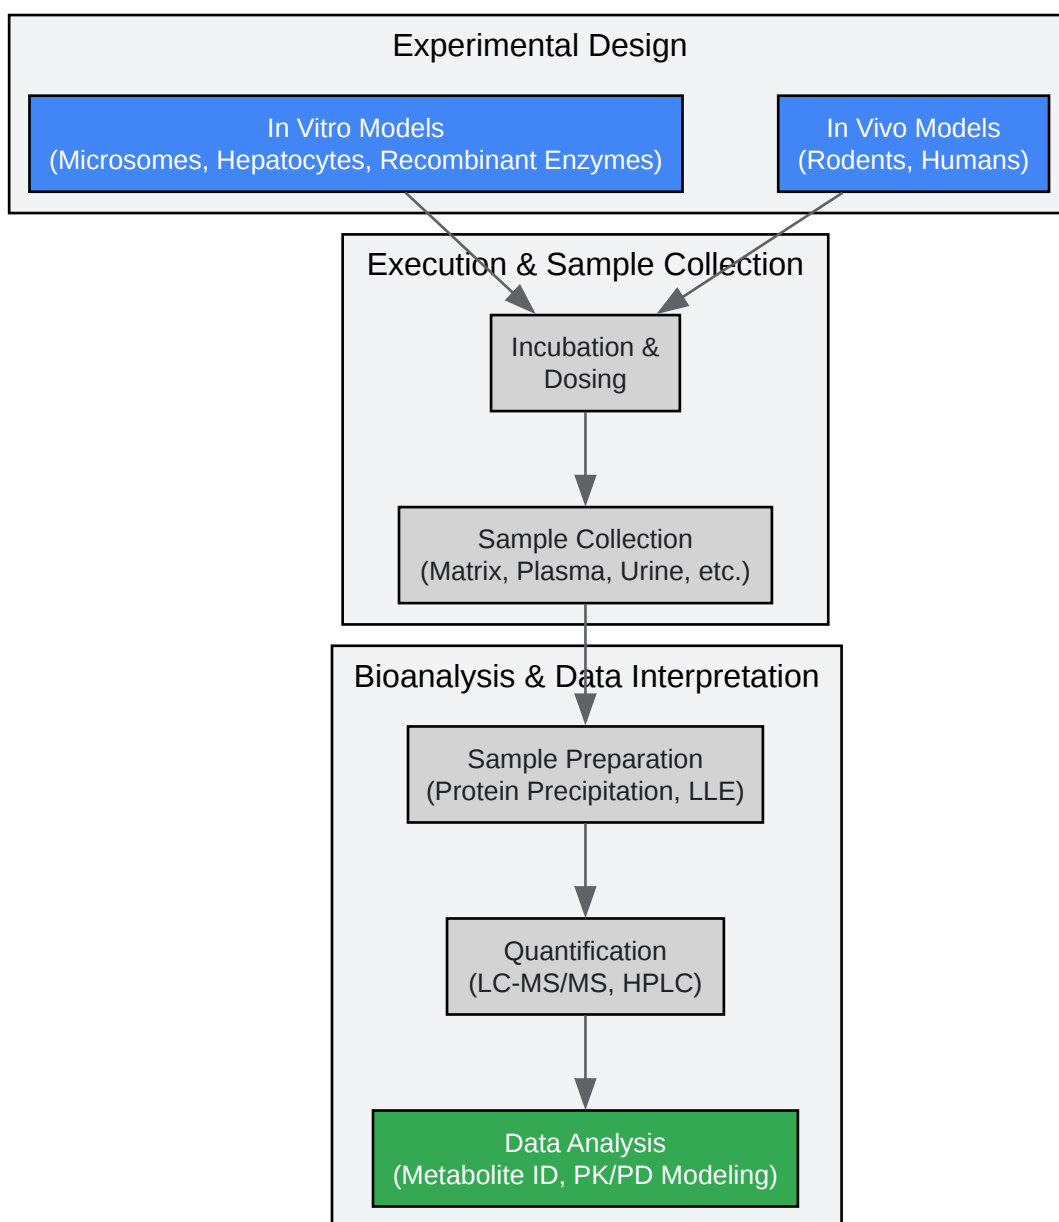 Experimental Design
In Vitro Models
(Microsomes, Hepatocytes, Recombinant Enzymes)
In Vivo Models
(Rodents, Humans)
Execution & Sample Collection
Incubation &
Dosing
Sample Collection
(Matrix, Plasma, Urine, etc.)
Bioanalysis & Data Interpretation
Sample Preparation
(Protein Precipitation, LLE)
Quantification
(LC-MS/MS, HPLC)
Data Analysis
(Metabolite ID, PK/PD Modeling)